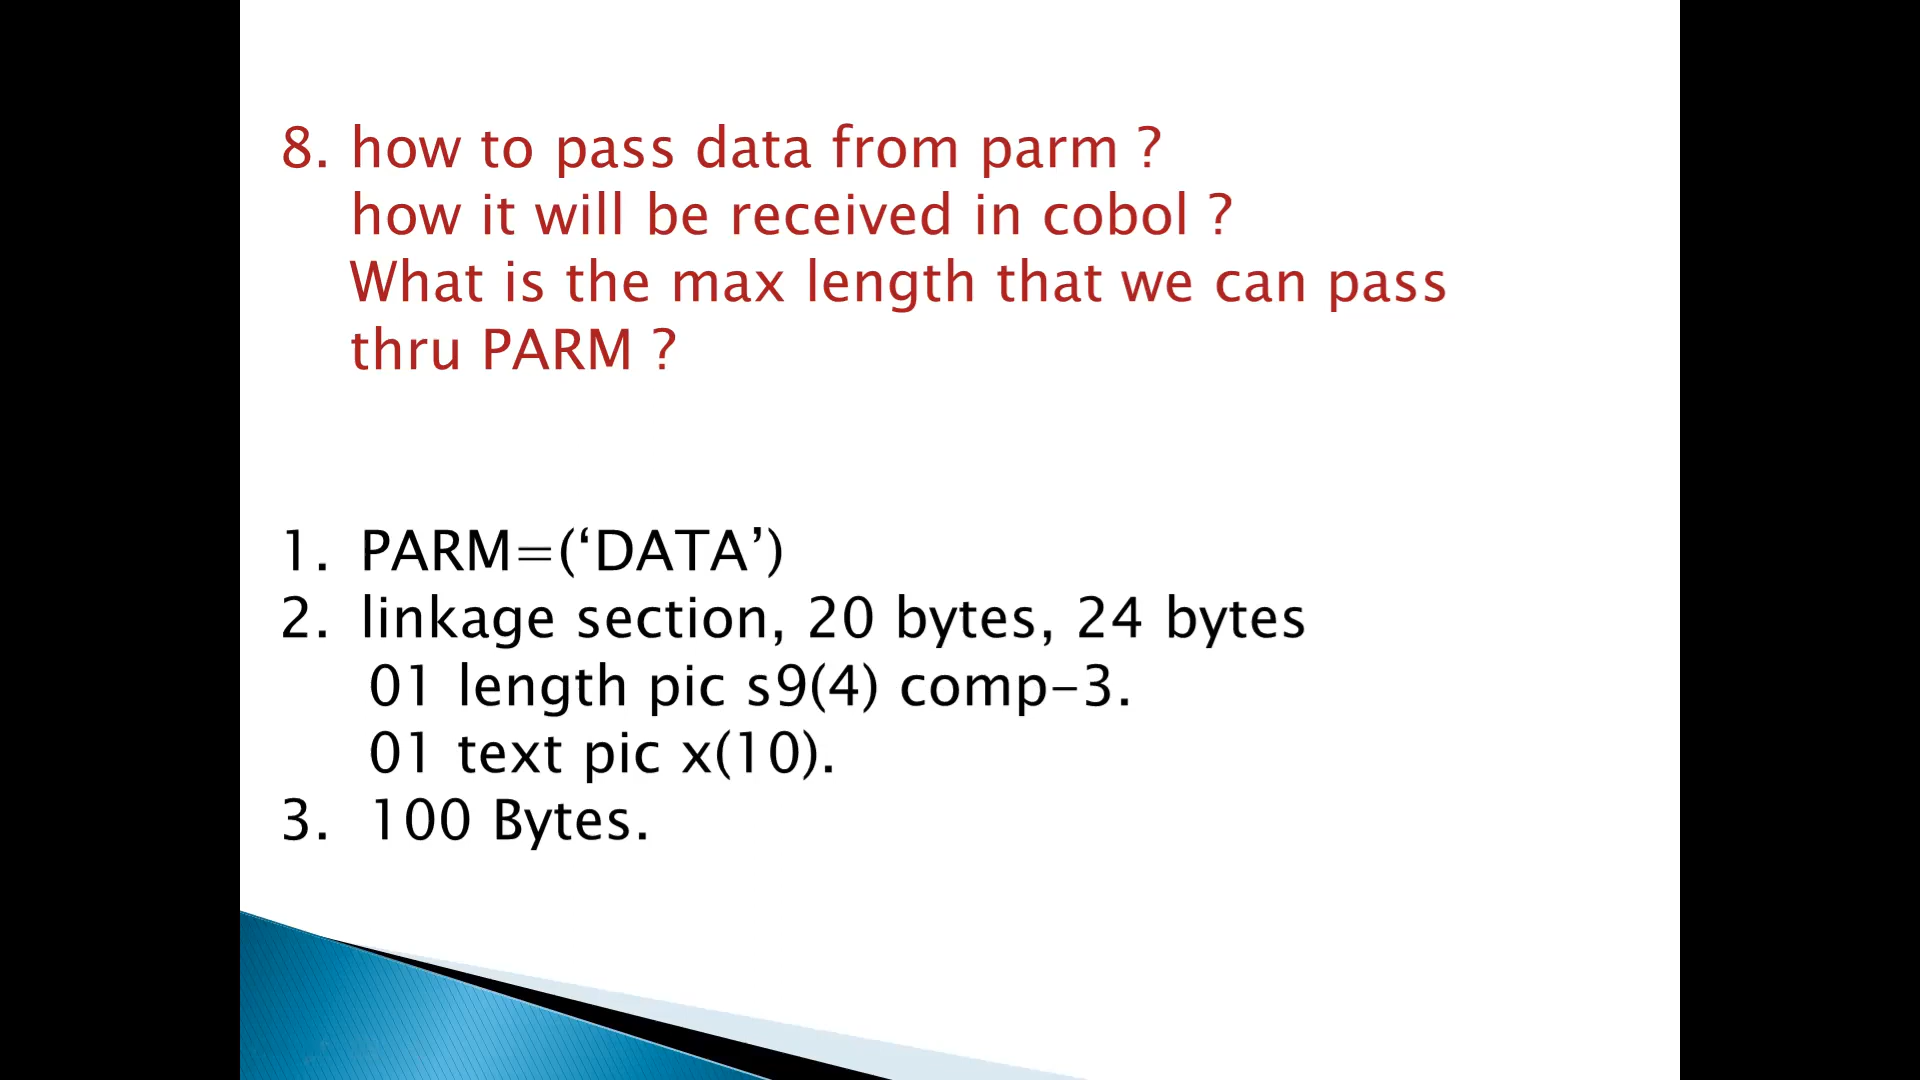 8. how to pass data from parm ?
how it will be received in cobol ?
What is the max length that we can pass
thru PARM ?
1. PARM=(‘DATA’)
2. linkage section, 20 bytes, 24 bytes
01 length pic s9(4) comp-3.
01 text pic x(10).
3. 100 Bytes.